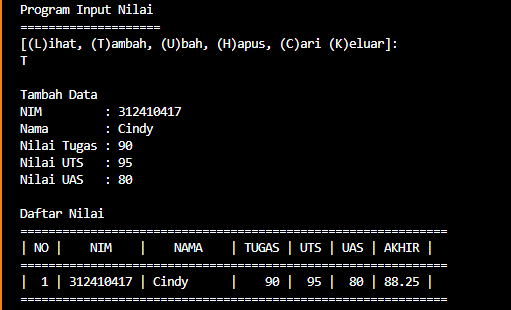 Program Input Nilai
====================
[(L)ihat, (T)ambah, (U)bah, (H)apus, (C)ari (K)eluar]:
T
Tambah Data
NIM         : 312410417
Nama        : Cindy
Nilai Tugas : 90
Nilai UTS   : 95
Nilai UAS   : 80
Daftar Nilai
=============================================================
| NO |    NIM    |    NAMA    | TUGAS | UTS | UAS | AKHIR |
=============================================================
|  1 | 312410417 | Cindy      |    90 |  95 |  80 | 88.25 |
=============================================================